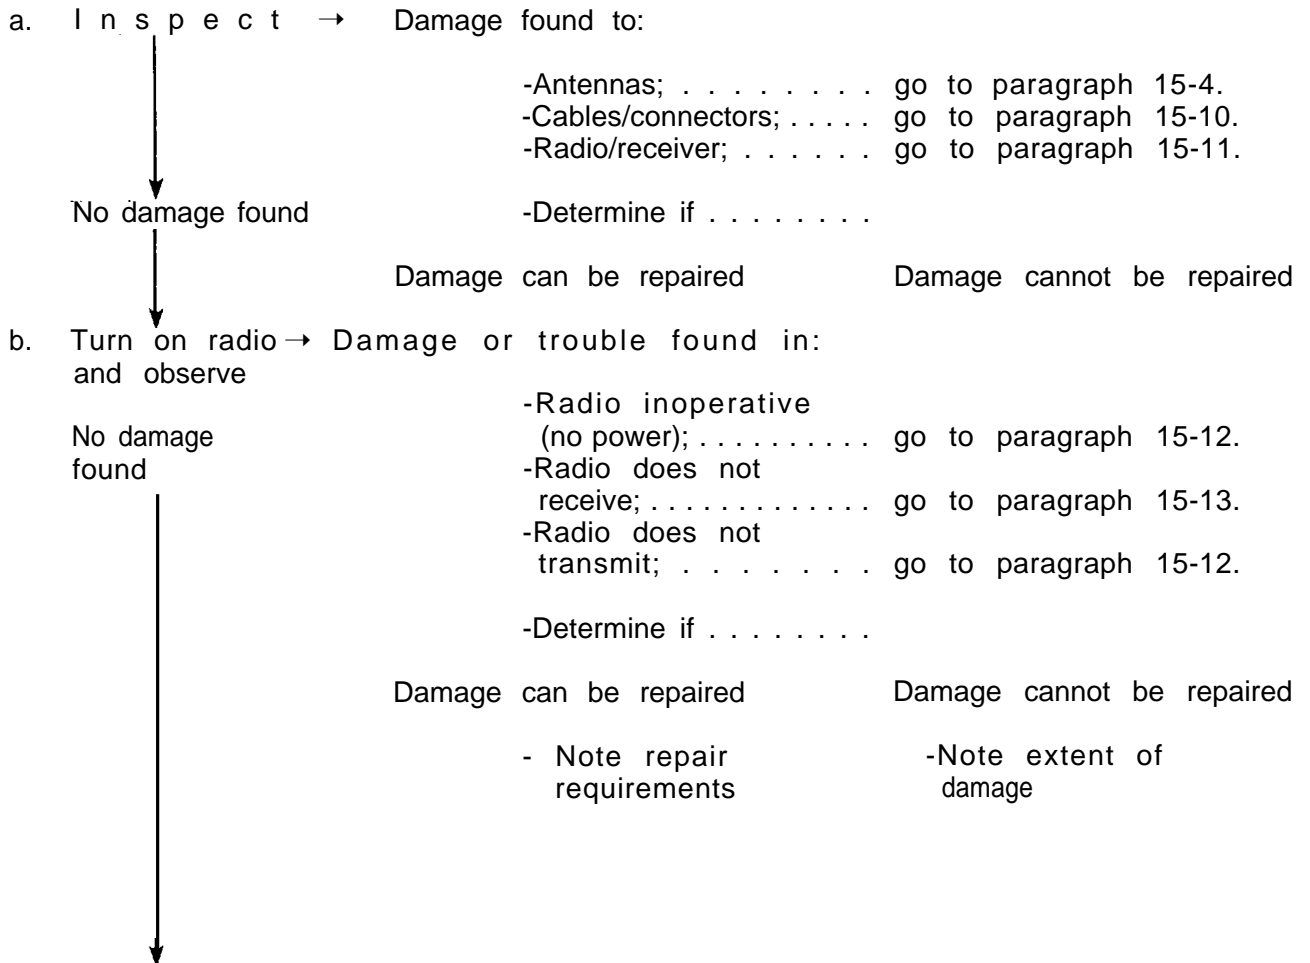 a. Inspect → Damage found to:
-Antennas; . . . . . . . . . go to paragraph 15-4.
-Cables/connectors; . . . . . go to paragraph 15-10.
-Radio/receiver; . . . . . . go to paragraph 15-11.
No damage found -Determine if . . . . . . . .
Damage can be repaired Damage cannot be repaired
b. Turn on radio → Damage or trouble found in:
and observe
-Radio inoperative
No damage (no power); . . . . . . . . . . go to paragraph 15-12.
found -Radio does not
receive; . . . . . . . . . . . . . go to paragraph 15-13.
-Radio does not
transmit; . . . . . . . go to paragraph 15-12.
-Determine if . . . . . . . .
Damage can be repaired Damage cannot be repaired
- Note repair -Note extent of
requirements damage